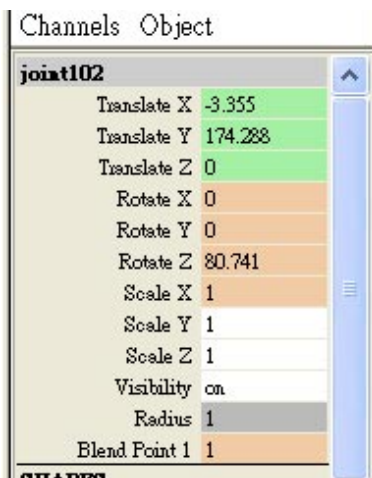 Channels Object
joint102
Translate X -3.355
Translate Y 174.288
Translate Z 0
Rotate X 0
Rotate Y 0
Rotate Z 80.741
Scale X 1
Scale Y 1
Scale Z 1
Visibility on
Radius 1
Blend Point 1 1
SHAPES